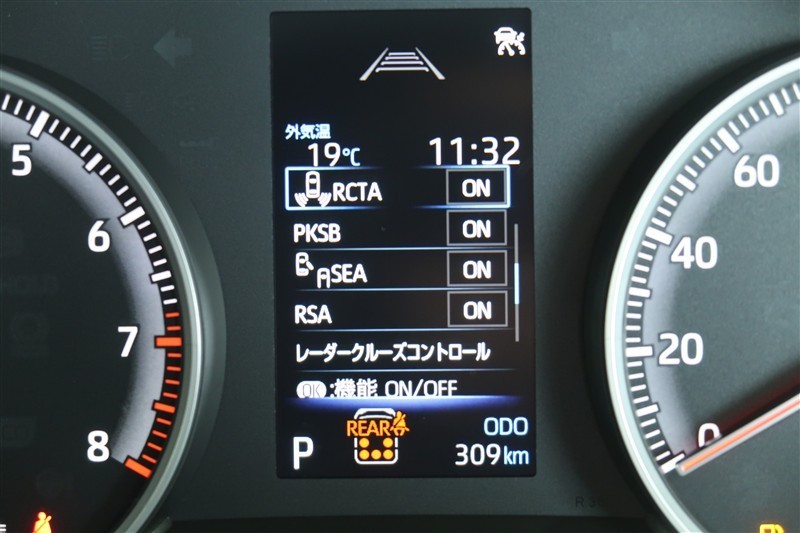 外気温
19℃ 11:32
RCTA ON
PKSB ON
SEA ON
RSA ON
レーダークルーズコントロール
OK:機能 ON/OFF
REAR
P
ODO
309km
5
6
7
8
60
40
20
0